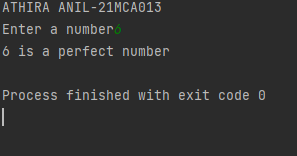 ATHIRA ANIL-21MCA013
Enter a number6
6 is a perfect number
Process finished with exit code 0